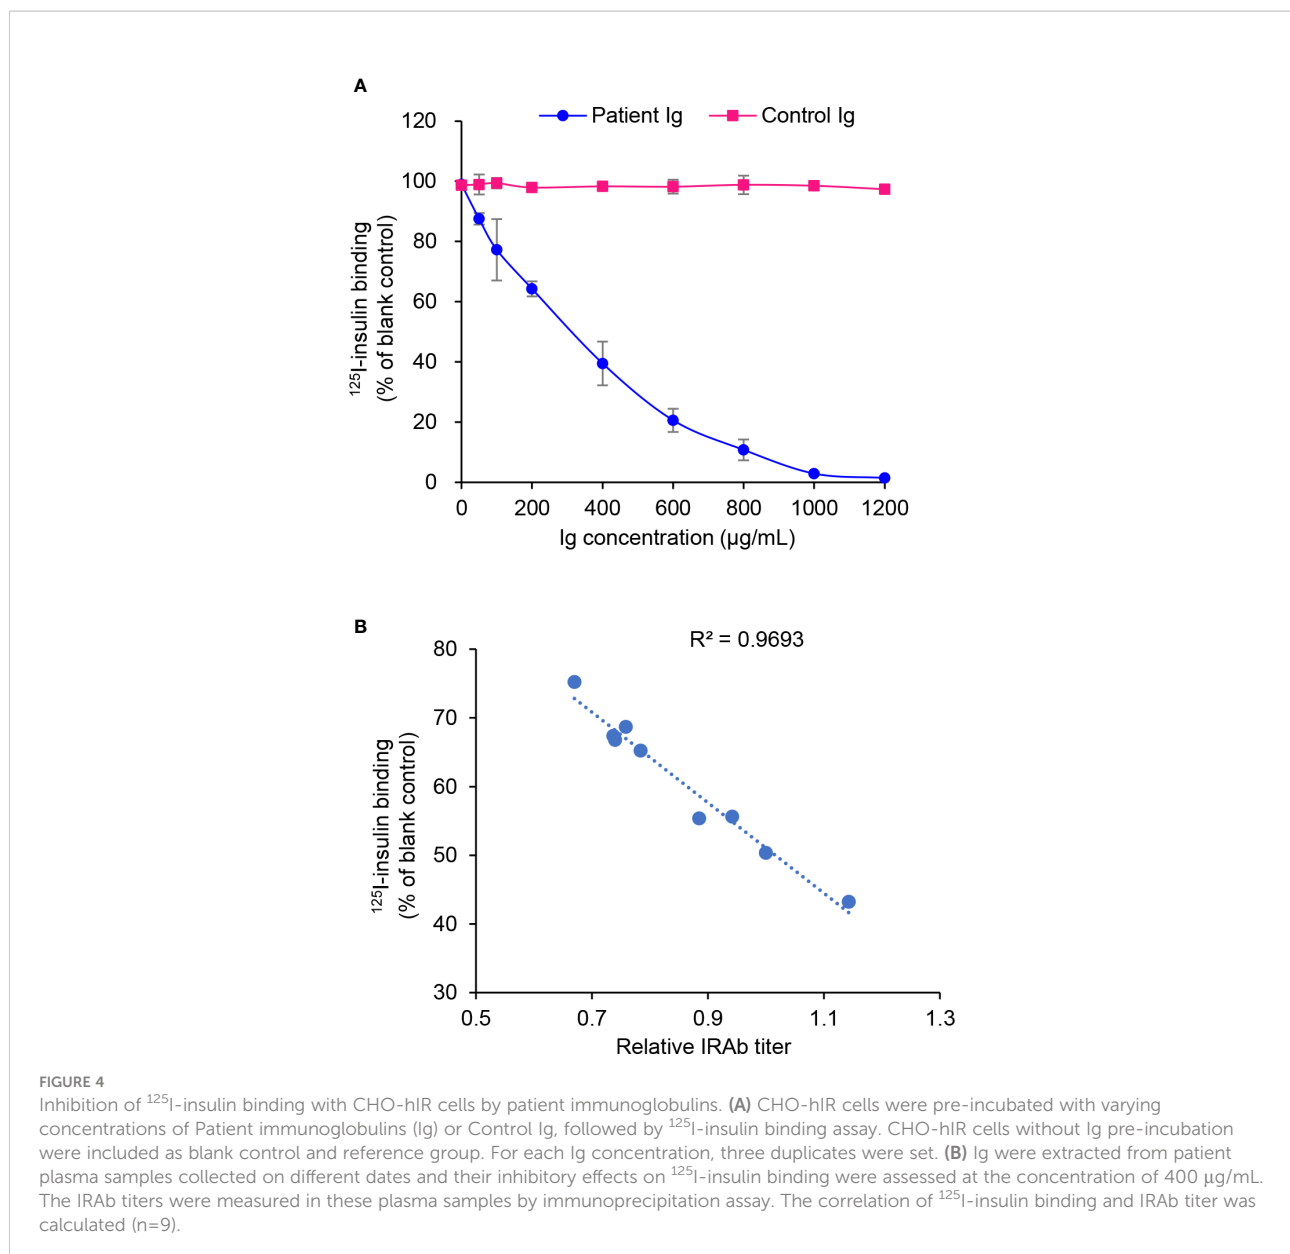 A
Patient Ig
Control Ig
120
100
80
60
40
20
0
¹²⁵I-insulin binding
(% of blank control)
0 200 400 600 800 1000 1200
Ig concentration (μg/mL)
B
R² = 0.9693
80
70
60
50
40
30
¹²⁵I-insulin binding
(% of blank control)
0.5 0.7 0.9 1.1 1.3
Relative IRAb titer
FIGURE 4
Inhibition of ¹²⁵I-insulin binding with CHO-hIR cells by patient immunoglobulins. (A) CHO-hIR cells were pre-incubated with varying
concentrations of Patient immunoglobulins (Ig) or Control Ig, followed by ¹²⁵I-insulin binding assay. CHO-hIR cells without Ig pre-incubation
were included as blank control and reference group. For each Ig concentration, three duplicates were set. (B) Ig were extracted from patient
plasma samples collected on different dates and their inhibitory effects on ¹²⁵I-insulin binding were assessed at the concentration of 400 μg/mL.
The IRAb titers were measured in these plasma samples by immunoprecipitation assay. The correlation of ¹²⁵I-insulin binding and IRAb titer was
calculated (n=9).